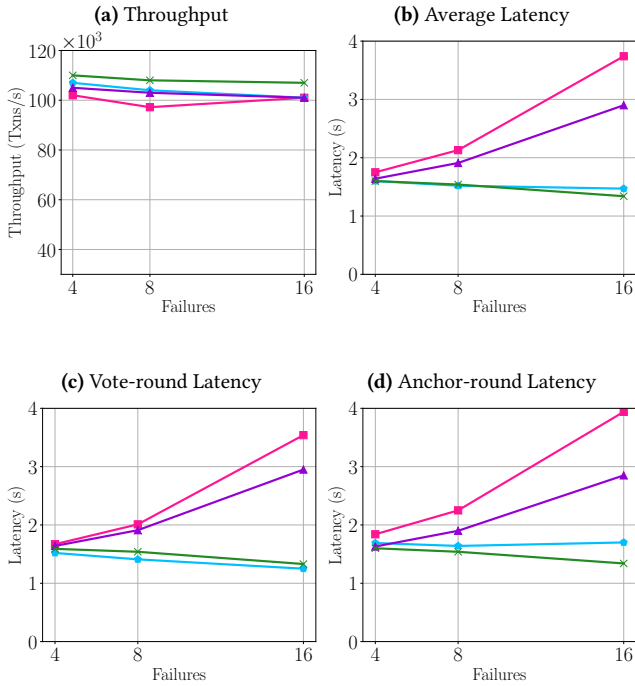 (a) Throughput
×10³
120
100
80
60
40
4
8
16
Throughput (Txns/s)
Failures
(b) Average Latency
4
3
2
1
0
4
8
16
Latency (s)
Failures
(c) Vote-round Latency
4
3
2
1
0
4
8
16
Latency (s)
Failures
(d) Anchor-round Latency
4
3
2
1
0
4
8
16
Latency (s)
Failures